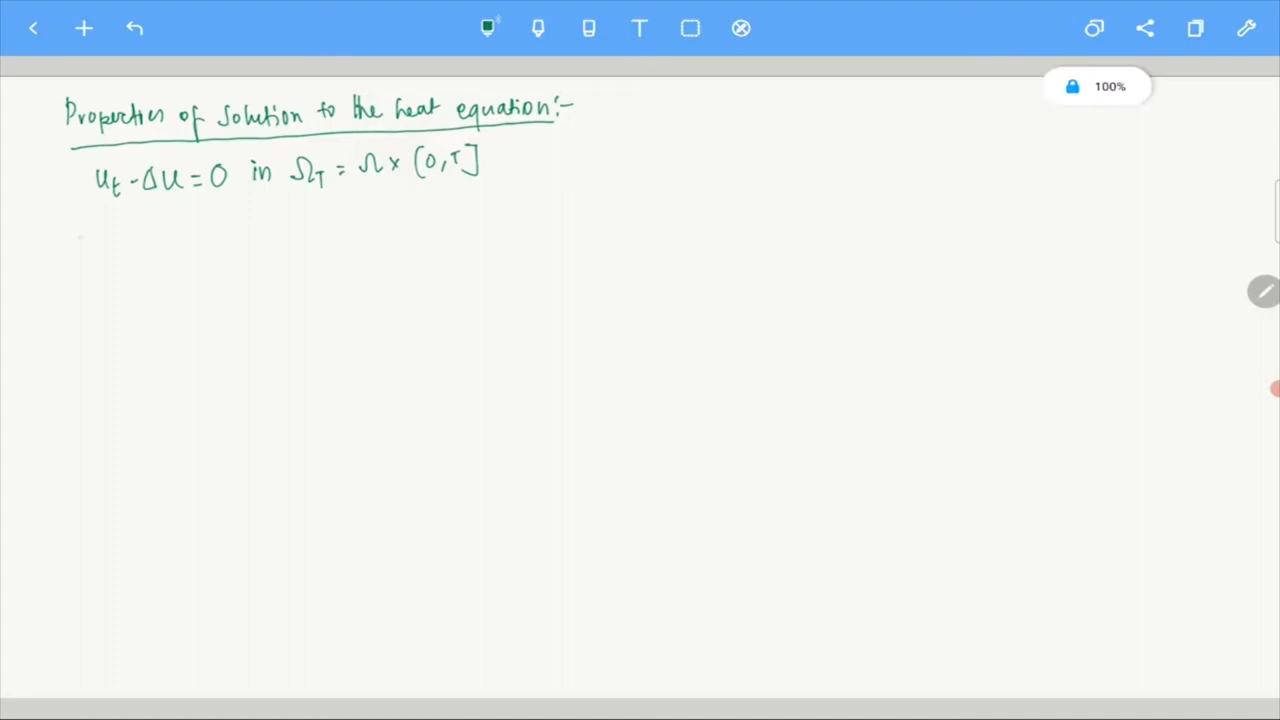 100%
Properties of Solution to the heat equation:-
u_t - Δu = 0 in Ω_T = Ω × (0, T]